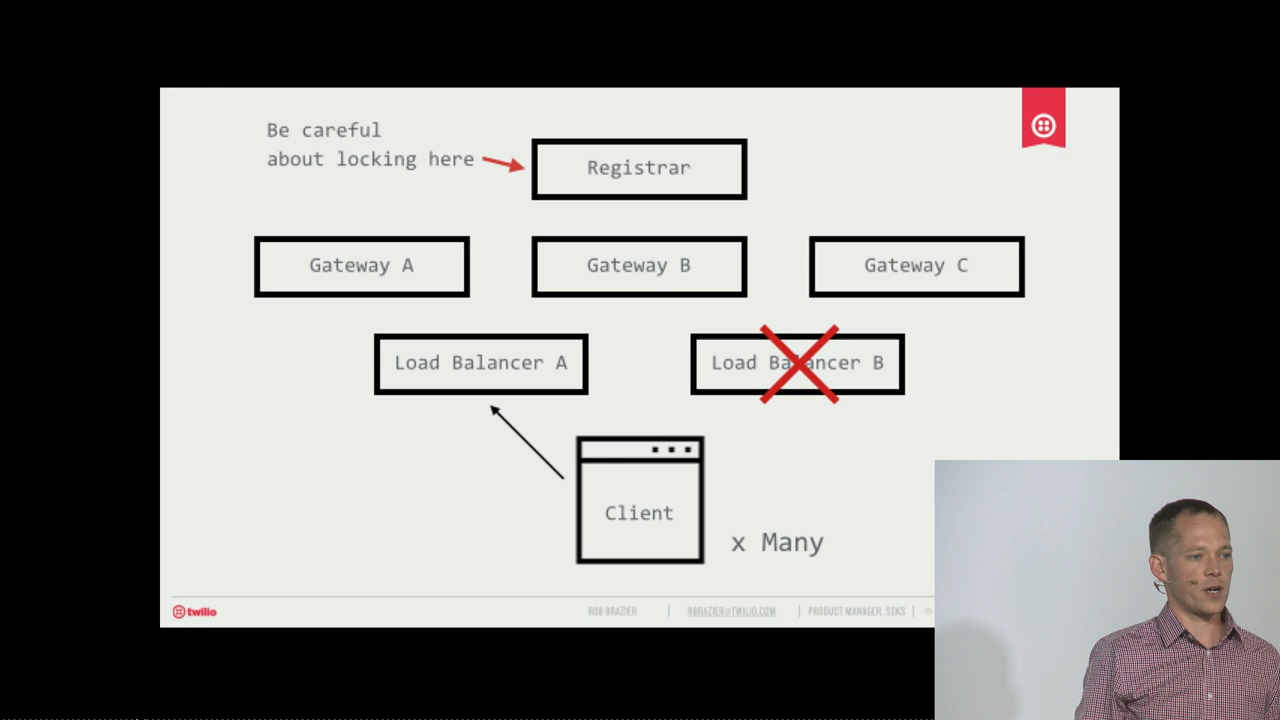 Be careful
about locking here
Registrar
Gateway A
Gateway B
Gateway C
Load Balancer A
Load Balancer B
Client
x Many
twilio
ROB BRAZIER | RBRAZIER@TWILIO.COM | PRODUCT MANAGER, SDKS |